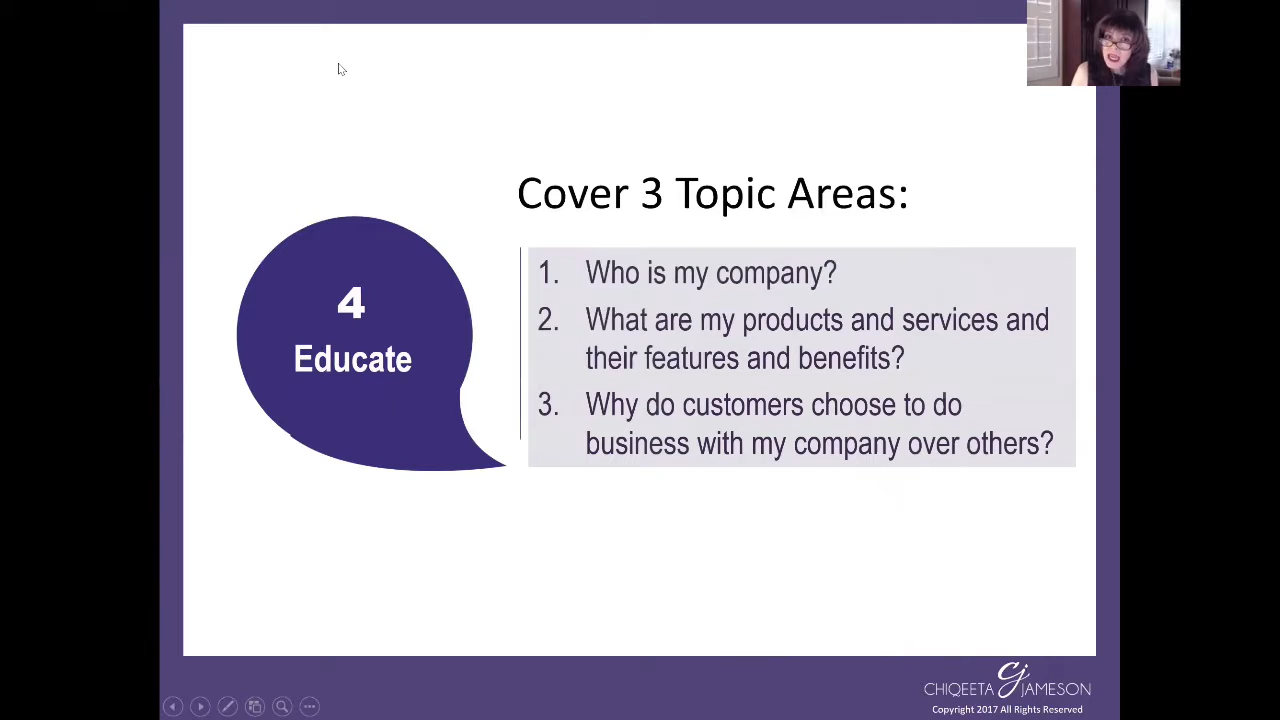 Cover 3 Topic Areas:
4
Educate
1. Who is my company?
2. What are my products and services and
their features and benefits?
3. Why do customers choose to do
business with my company over others?
CHIQEETA CJ JAMESON
Copyright 2017 All Rights Reserved